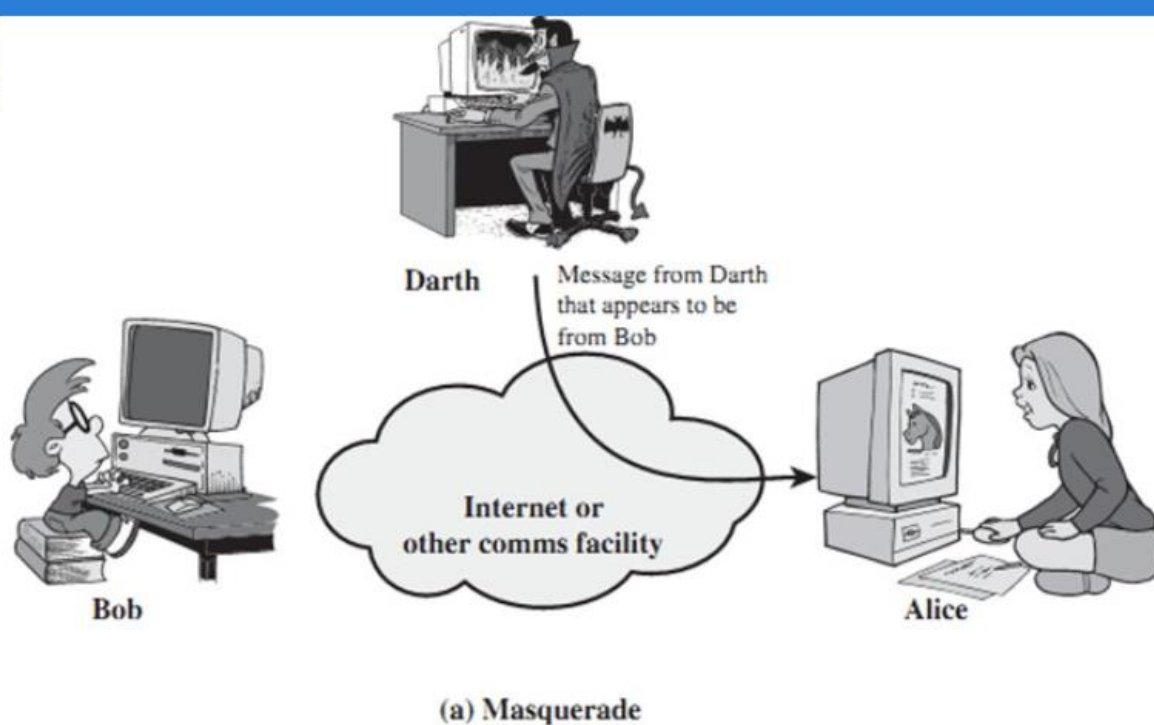 Darth
Message from Darth
that appears to be
from Bob
Internet or
other comms facility
Bob
Alice
(a) Masquerade